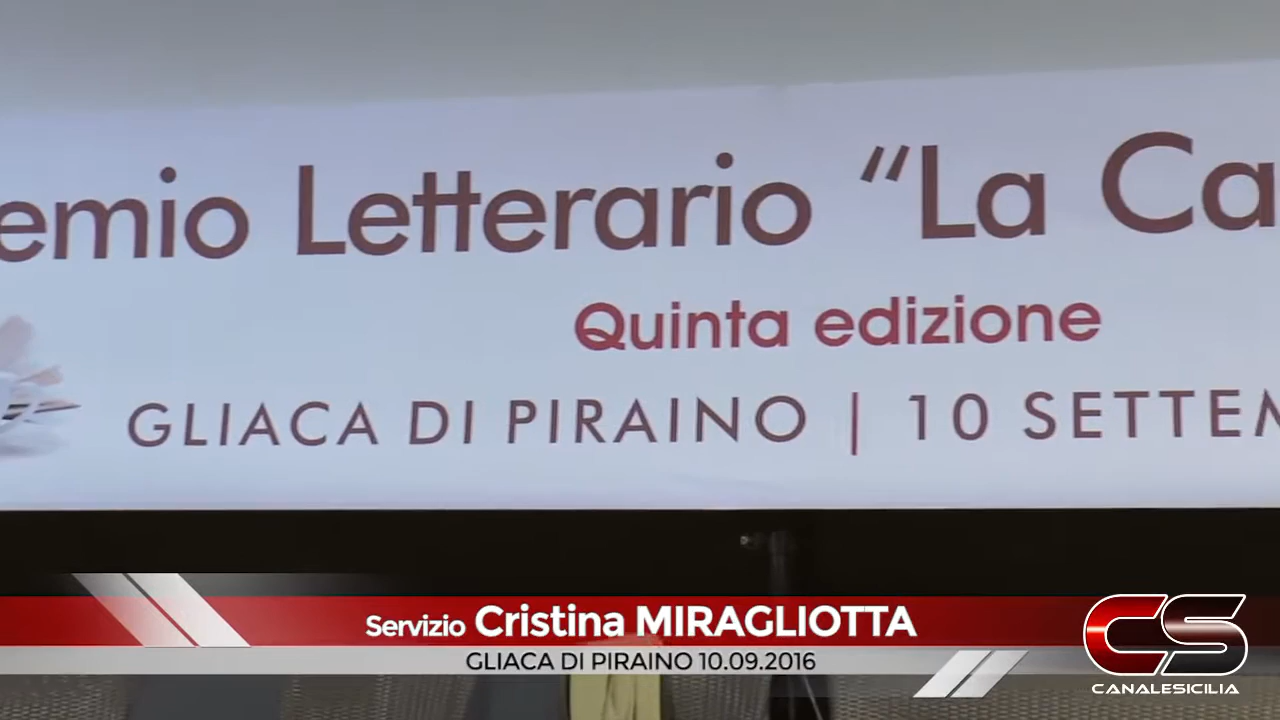 emio Letterario “La Ca
Quinta edizione
GLIACA DI PIRAINO | 10 SETTEM
Servizio Cristina MIRAGLIOTTA
GLIACA DI PIRAINO 10.09.2016
CS
CANALESICILIA